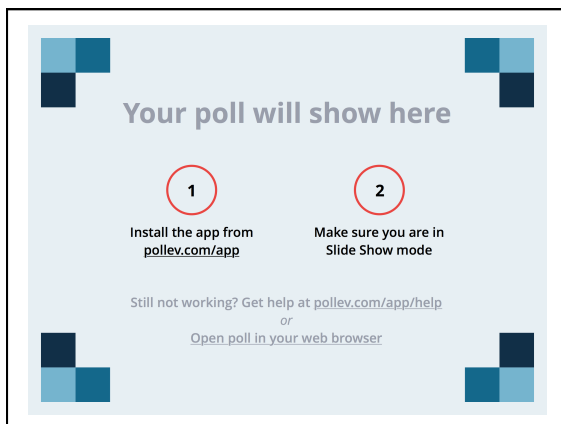 Your poll will show here
1
Install the app from
pollev.com/app
2
Make sure you are in
Slide Show mode
Still not working? Get help at pollev.com/app/help
or
Open poll in your web browser